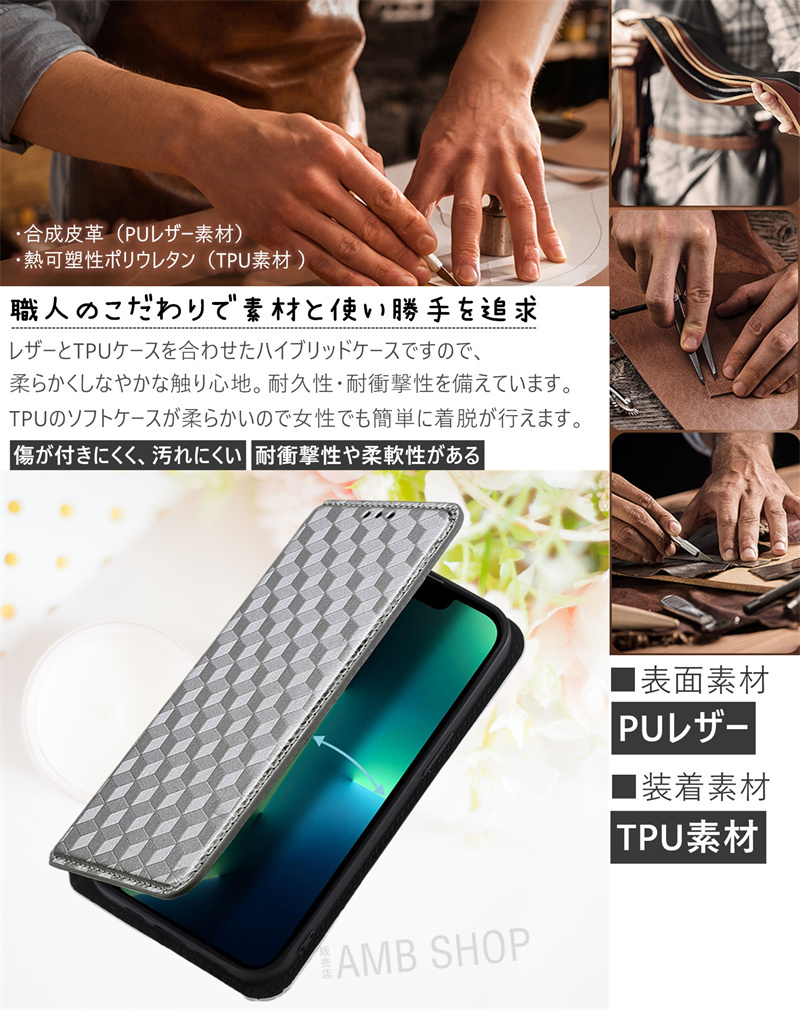 SHOP
・合成皮革（PUレザー素材）
・熱可塑性ポリウレタン（TPU素材 ）
職人のこだわりで素材と使い勝手を追求
レザーとTPUケースを合わせたハイブリッドケースですので、
柔らかくしなやかな触り心地。耐久性・耐衝撃性を備えています。
TPUのソフトケースが柔らかいので女性でも簡単に着脱が行えます。
傷が付きにくく、汚れにくい 耐衝撃性や柔軟性がある
■表面素材
PUレザー
■装着素材
TPU素材
販売店 AMB SHOP